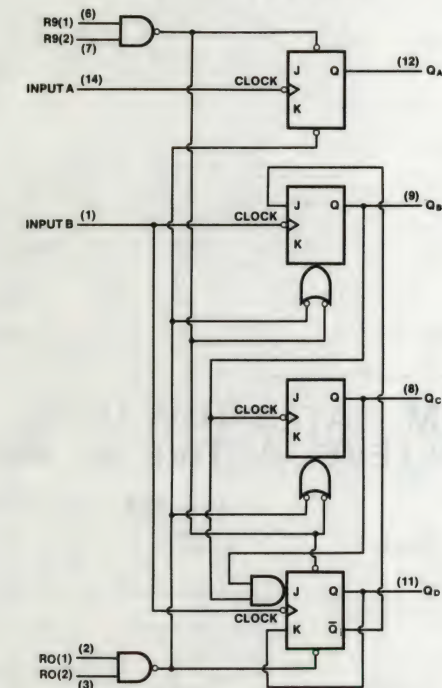 R9(1) (6)
R9(2) (7)
J Q (12) QA
INPUT A (14) CLOCK
K
J Q (9) QB
INPUT B (1) CLOCK
K
J Q (8) QC
CLOCK
K
J Q (11) QD
CLOCK
K Q
RO(1) (2)
RO(2) (3)